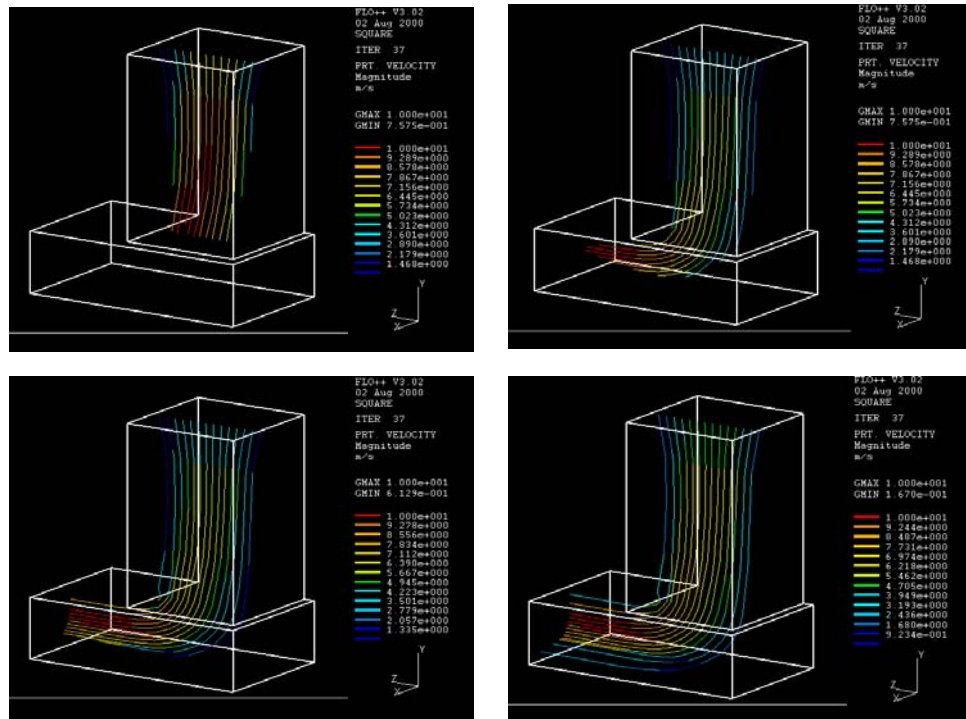 FLO++ V3.02
02 Aug 2000
SQUARE
ITER 37
PRT. VELOCITY
Magnitude
m/s
GMAX 1.000e+001
GMIN 7.575e-001
1.000e+001
9.289e+000
8.578e+000
7.867e+000
7.156e+000
6.445e+000
5.734e+000
5.023e+000
4.312e+000
3.601e+000
2.890e+000
2.179e+000
1.468e+000
Y
Z
X
FLO++ V3.02
02 Aug 2000
SQUARE
ITER 37
PRT. VELOCITY
Magnitude
m/s
GMAX 1.000e+001
GMIN 7.575e-001
1.000e+001
9.289e+000
8.578e+000
7.867e+000
7.156e+000
6.445e+000
5.734e+000
5.023e+000
4.312e+000
3.601e+000
2.890e+000
2.179e+000
1.468e+000
Y
Z
X
FLO++ V3.02
02 Aug 2000
SQUARE
ITER 37
PRT. VELOCITY
Magnitude
m/s
GMAX 1.000e+001
GMIN 6.129e-001
1.000e+001
9.278e+000
8.556e+000
7.834e+000
7.112e+000
6.390e+000
5.667e+000
4.945e+000
4.223e+000
3.501e+000
2.779e+000
2.057e+000
1.335e+000
Y
Z
X
FLO++ V3.02
02 Aug 2000
SQUARE
ITER 37
PRT. VELOCITY
Magnitude
m/s
GMAX 1.000e+001
GMIN 1.670e-001
1.000e+001
9.244e+000
8.487e+000
7.731e+000
6.974e+000
6.218e+000
5.462e+000
4.705e+000
3.949e+000
3.193e+000
2.436e+000
1.680e+000
9.234e-001
Y
Z
X